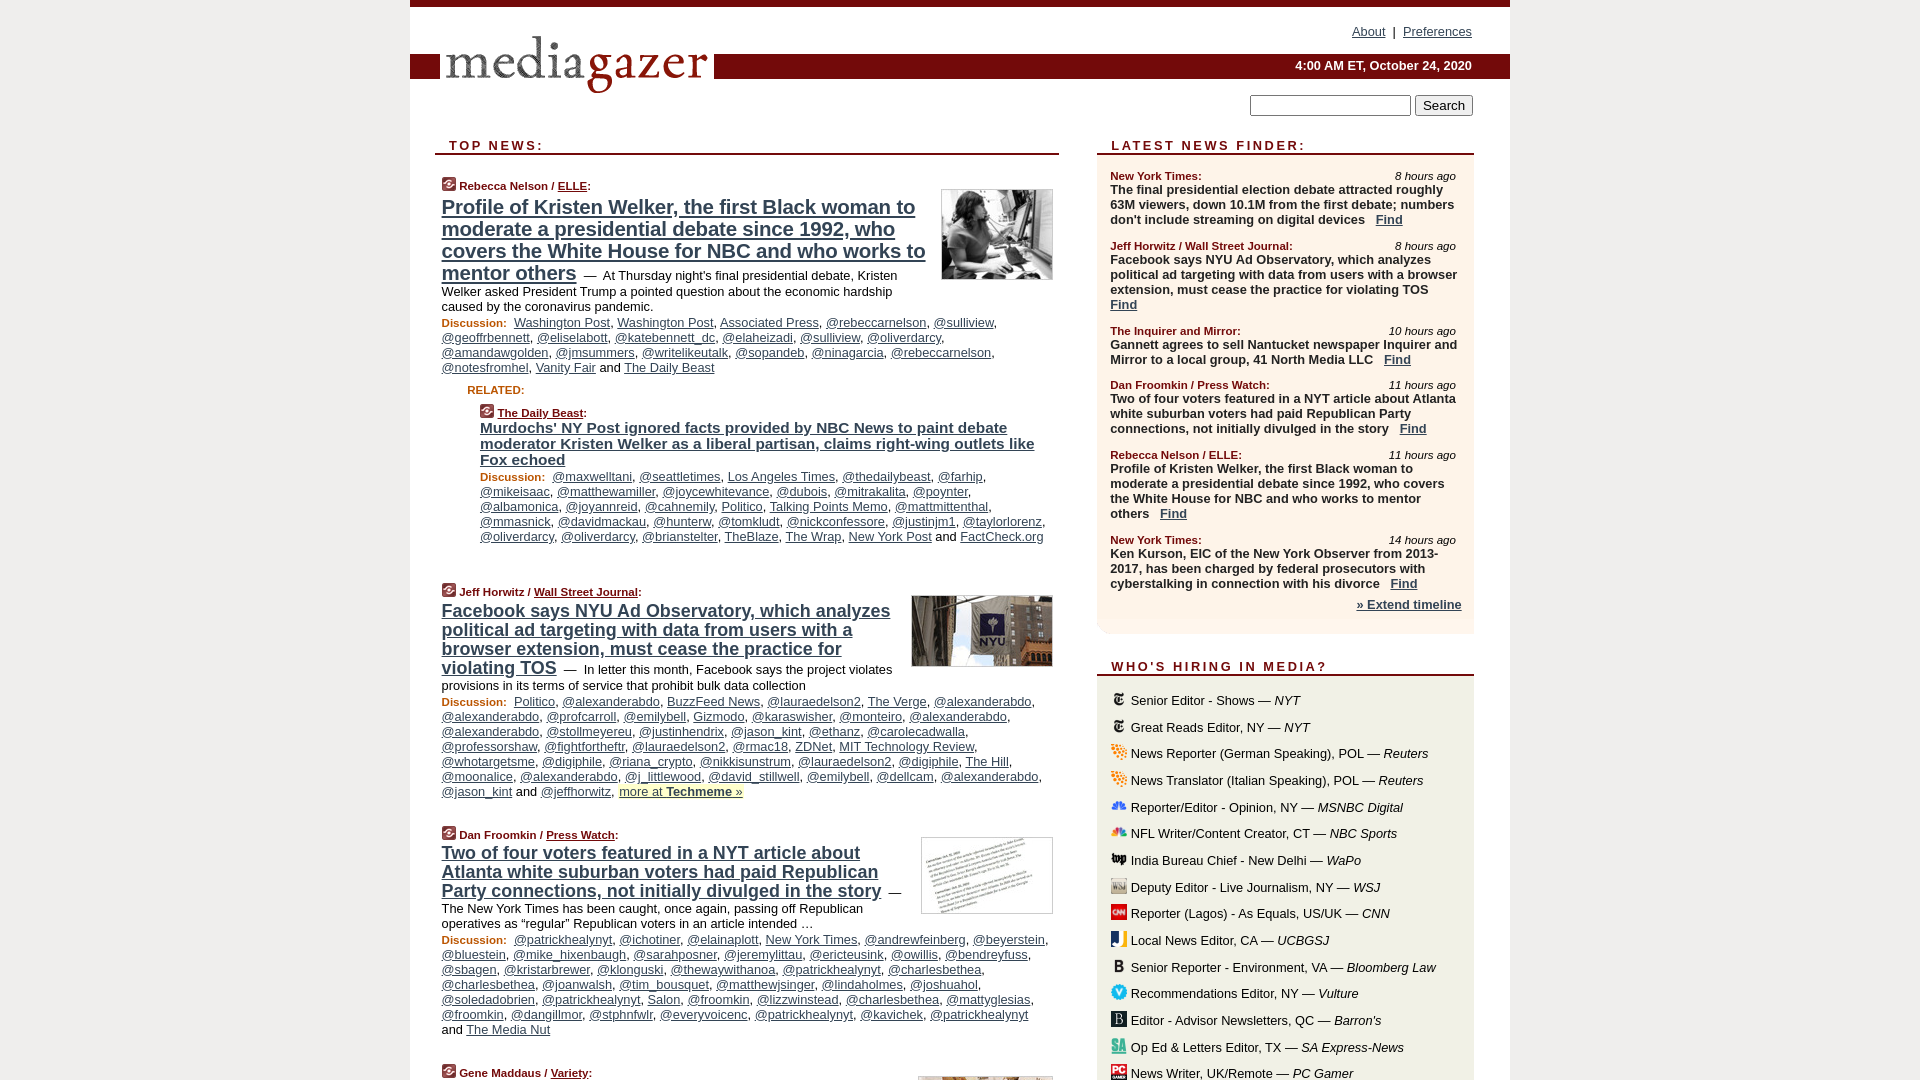 About | Preferences
mediagazer
4:00 AM ET, October 24, 2020
Search
TOP NEWS:
Rebecca Nelson / ELLE:
Profile of Kristen Welker, the first Black woman to
moderate a presidential debate since 1992, who
covers the White House for NBC and who works to
mentor others — At Thursday night's final presidential debate, Kristen
Welker asked President Trump a pointed question about the economic hardship
caused by the coronavirus pandemic.
Discussion: Washington Post, Washington Post, Associated Press, @rebeccarnelson, @sulliview,
@geoffrbennett, @eliselabott, @katebennett_dc, @elaheizadi, @sulliview, @oliverdarcy,
@amandawgolden, @jmsummers, @writelikeutalk, @sopandeb, @ninagarcia, @rebeccarnelson,
@notesfromhel, Vanity Fair and The Daily Beast
RELATED:
The Daily Beast:
Murdochs' NY Post ignored facts provided by NBC News to paint debate
moderator Kristen Welker as a liberal partisan, claims right-wing outlets like
Fox echoed
Discussion: @maxwelltani, @seattletimes, Los Angeles Times, @thedailybeast, @farhip,
@mikeisaac, @matthewamiller, @joycewhitevance, @dubois, @mitrakalita, @poynter,
@albamonica, @joyannreid, @cahnemily, Politico, Talking Points Memo, @mattmittenthal,
@mmasnick, @davidmackau, @hunterw, @tomkludt, @nickconfessore, @justinjm1, @taylorlorenz,
@oliverdarcy, @oliverdarcy, @brianstelter, TheBlaze, The Wrap, New York Post and FactCheck.org
Jeff Horwitz / Wall Street Journal:
Facebook says NYU Ad Observatory, which analyzes
political ad targeting with data from users with a
browser extension, must cease the practice for
violating TOS — In letter this month, Facebook says the project violates
provisions in its terms of service that prohibit bulk data collection
NYU
Discussion: Politico, @alexanderabdo, BuzzFeed News, @lauraedelson2, The Verge, @alexanderabdo,
@alexanderabdo, @profcarroll, @emilybell, Gizmodo, @karaswisher, @monteiro, @alexanderabdo,
@alexanderabdo, @stollmeyereu, @justinhendrix, @jason_kint, @ethanz, @carolecadwalla,
@professorshaw, @fightfortheftr, @lauraedelson2, @rmac18, ZDNet, MIT Technology Review,
@whotargetsme, @digiphile, @riana_crypto, @nikkisunstrum, @lauraedelson2, @digiphile, The Hill,
@moonalice, @alexanderabdo, @j_littlewood, @david_stillwell, @emilybell, @dellcam, @alexanderabdo,
@jason_kint and @jeffhorwitz, more at Techmeme »
Dan Froomkin / Press Watch:
Two of four voters featured in a NYT article about
Atlanta white suburban voters had paid Republican
Party connections, not initially divulged in the story —
The New York Times has been caught, once again, passing off Republican
operatives as “regular” Republican voters in an article intended …
Discussion: @patrickhealynyt, @ichotiner, @elainaplott, New York Times, @andrewfeinberg, @beyerstein,
@bluestein, @mike_hixenbaugh, @sarahposner, @jeremylittau, @ericteusink, @owillis, @bendreyfuss,
@sbagen, @kristarbrewer, @klonguski, @thewaywithanoa, @patrickhealynyt, @charlesbethea,
@charlesbethea, @joanwalsh, @tim_bousquet, @matthewjsinger, @lindaholmes, @joshuahol,
@soledadobrien, @patrickhealynyt, Salon, @froomkin, @lizzwinstead, @charlesbethea, @mattyglesias,
@froomkin, @dangillmor, @stphnfwlr, @everyvoicenc, @patrickhealynyt, @kavichek, @patrickhealynyt
and The Media Nut
Gene Maddaus / Variety:
LATEST NEWS FINDER:
New York Times: 8 hours ago
The final presidential election debate attracted roughly
63M viewers, down 10.1M from the first debate; numbers
don't include streaming on digital devices Find
Jeff Horwitz / Wall Street Journal: 8 hours ago
Facebook says NYU Ad Observatory, which analyzes
political ad targeting with data from users with a browser
extension, must cease the practice for violating TOS
Find
The Inquirer and Mirror: 10 hours ago
Gannett agrees to sell Nantucket newspaper Inquirer and
Mirror to a local group, 41 North Media LLC Find
Dan Froomkin / Press Watch: 11 hours ago
Two of four voters featured in a NYT article about Atlanta
white suburban voters had paid Republican Party
connections, not initially divulged in the story Find
Rebecca Nelson / ELLE: 11 hours ago
Profile of Kristen Welker, the first Black woman to
moderate a presidential debate since 1992, who covers
the White House for NBC and who works to mentor
others Find
New York Times: 14 hours ago
Ken Kurson, EIC of the New York Observer from 2013-
2017, has been charged by federal prosecutors with
cyberstalking in connection with his divorce Find
» Extend timeline
WHO'S HIRING IN MEDIA?
Senior Editor - Shows — NYT
Great Reads Editor, NY — NYT
News Reporter (German Speaking), POL — Reuters
News Translator (Italian Speaking), POL — Reuters
Reporter/Editor - Opinion, NY — MSNBC Digital
NFL Writer/Content Creator, CT — NBC Sports
India Bureau Chief - New Delhi — WaPo
Deputy Editor - Live Journalism, NY — WSJ
Reporter (Lagos) - As Equals, US/UK — CNN
Local News Editor, CA — UCBGSJ
Senior Reporter - Environment, VA — Bloomberg Law
Recommendations Editor, NY — Vulture
Editor - Advisor Newsletters, QC — Barron's
Op Ed & Letters Editor, TX — SA Express-News
News Writer, UK/Remote — PC Gamer